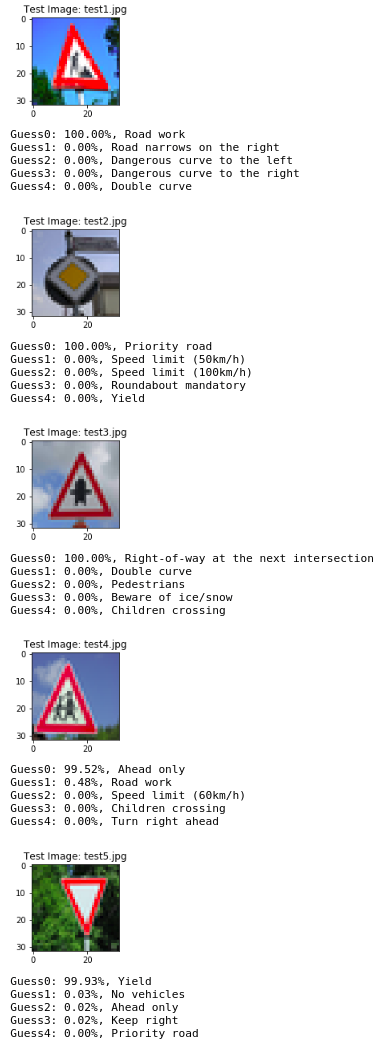 Test Image: test1.jpg
0
10
20
30
0 20
Guess0: 100.00%, Road work
Guess1: 0.00%, Road narrows on the right
Guess2: 0.00%, Dangerous curve to the left
Guess3: 0.00%, Dangerous curve to the right
Guess4: 0.00%, Double curve
Test Image: test2.jpg
0
10
20
30
0 20
Guess0: 100.00%, Priority road
Guess1: 0.00%, Speed limit (50km/h)
Guess2: 0.00%, Speed limit (100km/h)
Guess3: 0.00%, Roundabout mandatory
Guess4: 0.00%, Yield
Test Image: test3.jpg
0
10
20
30
0 20
Guess0: 100.00%, Right-of-way at the next intersection
Guess1: 0.00%, Double curve
Guess2: 0.00%, Pedestrians
Guess3: 0.00%, Beware of ice/snow
Guess4: 0.00%, Children crossing
Test Image: test4.jpg
0
10
20
30
0 20
Guess0: 99.52%, Ahead only
Guess1: 0.48%, Road work
Guess2: 0.00%, Speed limit (60km/h)
Guess3: 0.00%, Children crossing
Guess4: 0.00%, Turn right ahead
Test Image: test5.jpg
0
10
20
30
0 20
Guess0: 99.93%, Yield
Guess1: 0.03%, No vehicles
Guess2: 0.02%, Ahead only
Guess3: 0.02%, Keep right
Guess4: 0.00%, Priority road